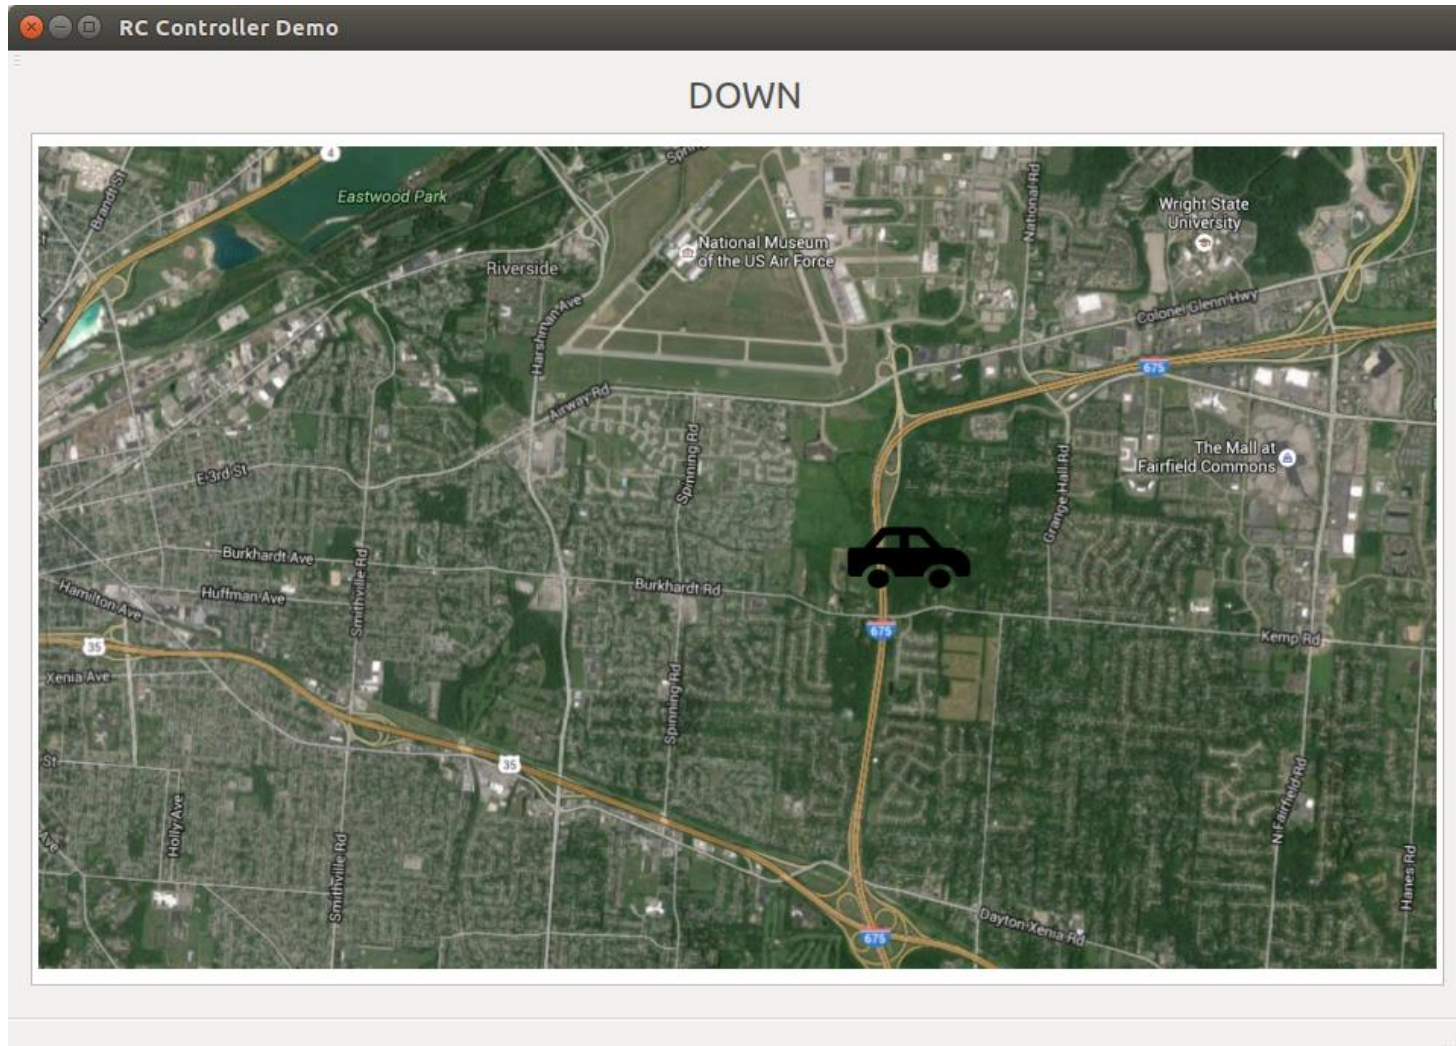 RC Controller Demo
DOWN
4
Brandt St
Eastwood Park
National Rd
Wright State
University
National Museum
of the US Air Force
Riverside
Harshman Ave
Colonel Glenn Hwy
675
Airway Rd
Spinning Rd
E 3rd St
Grange Hall Rd
The Mall at
Fairfield Commons
Burkhardt Ave
Huffman Ave
Hamilton Ave
Smithville Rd
Burkhardt Rd
675
Kemp Rd
35
Xenia Ave
Spinning Rd
St
35
Holly Ave
Ave
Smithville Rd
N Fairfield Rd
Hanes Rd
Dayton-Xenia Rd
675